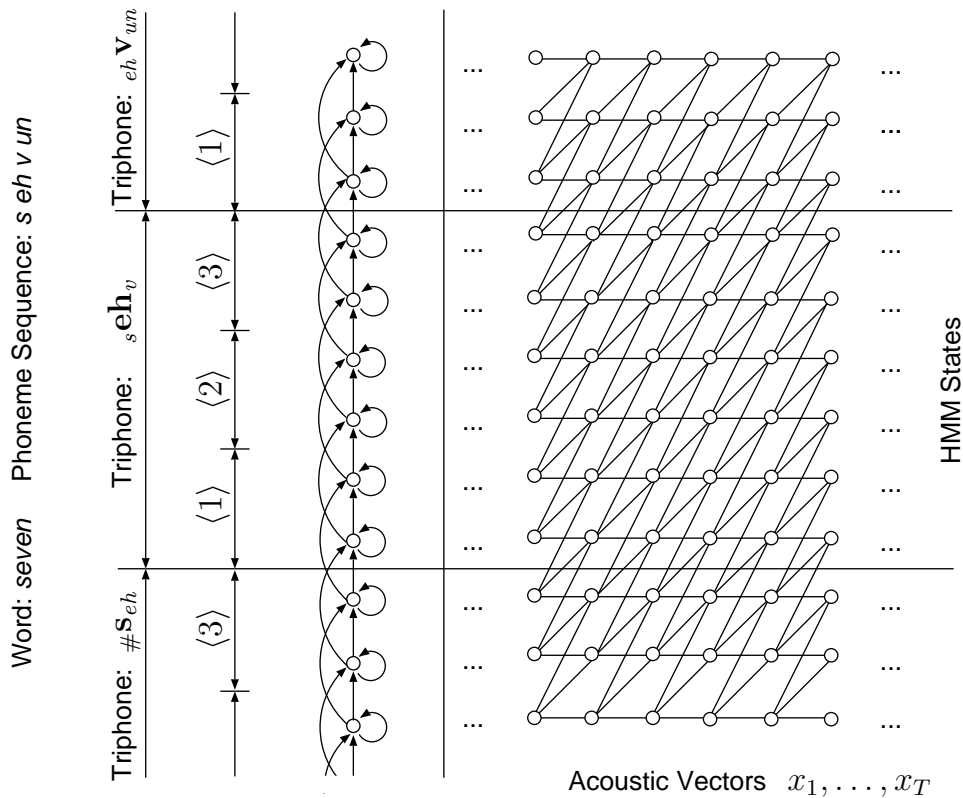 Word: seven Phoneme Sequence: s eh v un
Triphone: eh v un
Triphone: s eh v
Triphone: # s eh
⟨1⟩
⟨3⟩
⟨2⟩
⟨1⟩
⟨3⟩
... ...
... ...
... ...
... ...
... ...
... ...
... ...
... ...
... ...
... ...
... ...
... ...
HMM States
Acoustic Vectors x₁, . . . , x_T